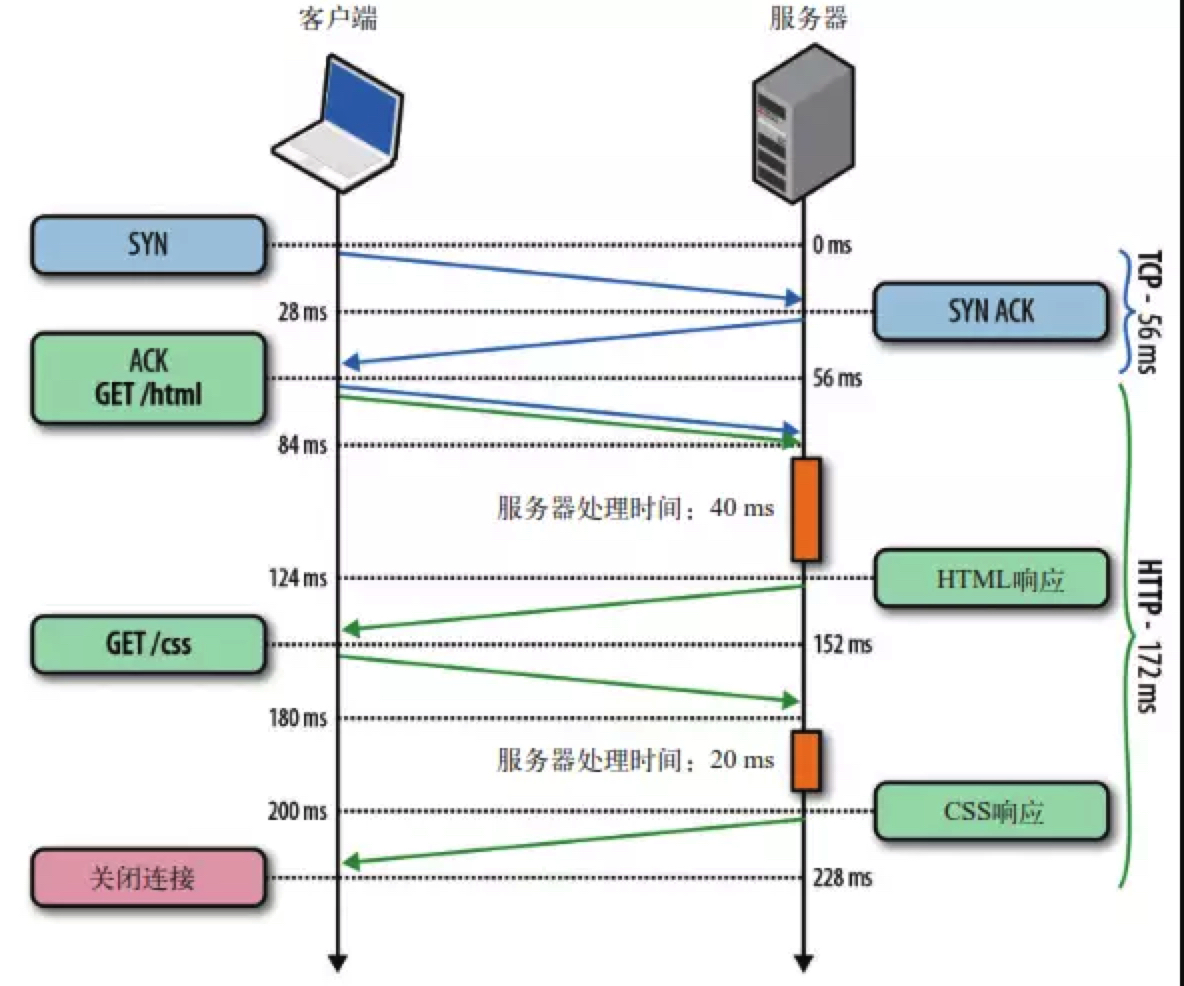 客户端
服务器
SYN
0 ms
28 ms
SYN ACK
TCP - 56 ms
ACK
GET /html
56 ms
84 ms
服务器处理时间：40 ms
124 ms
HTML响应
HTTP - 172 ms
GET /css
152 ms
180 ms
服务器处理时间：20 ms
200 ms
CSS响应
关闭连接
228 ms